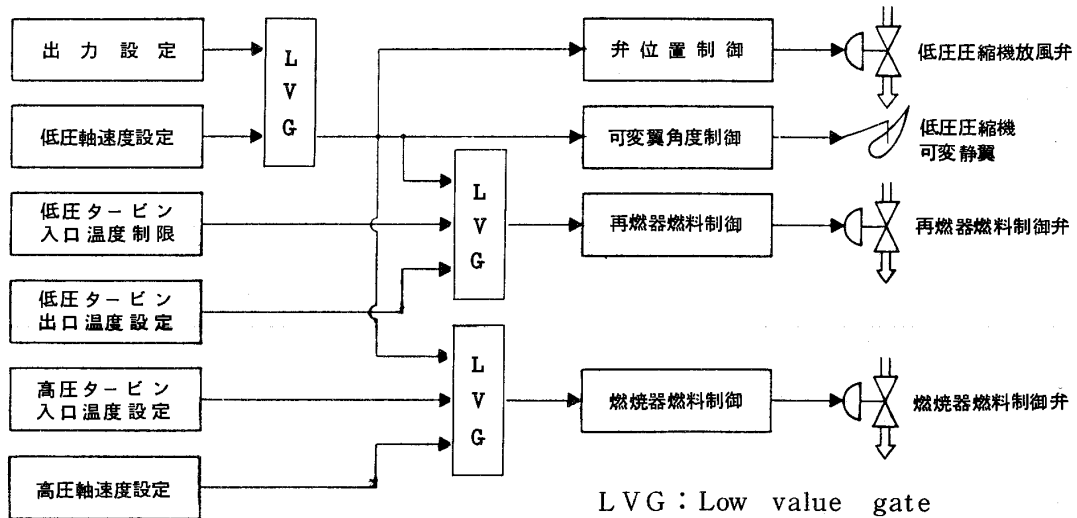 出力設定
低圧軸速度設定
低圧タービン
入口温度制限
低圧タービン
出口温度設定
高圧タービン
入口温度設定
高圧軸速度設定
L
V
G
L
V
G
L
V
G
弁位置制御
可変翼角度制御
再燃器燃料制御
燃焼器燃料制御
低圧圧縮機放風弁
低圧圧縮機
可変静翼
再燃器燃料制御弁
燃焼器燃料制御弁
LVG:Low value gate